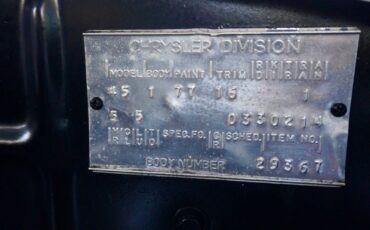 CHRYSLER DIVISION
MODEL BODY PAINT TRIM
45 1 77 16 1
5 5 0330214
SCHED. ITEM NO.
BODY NUMBER 29367